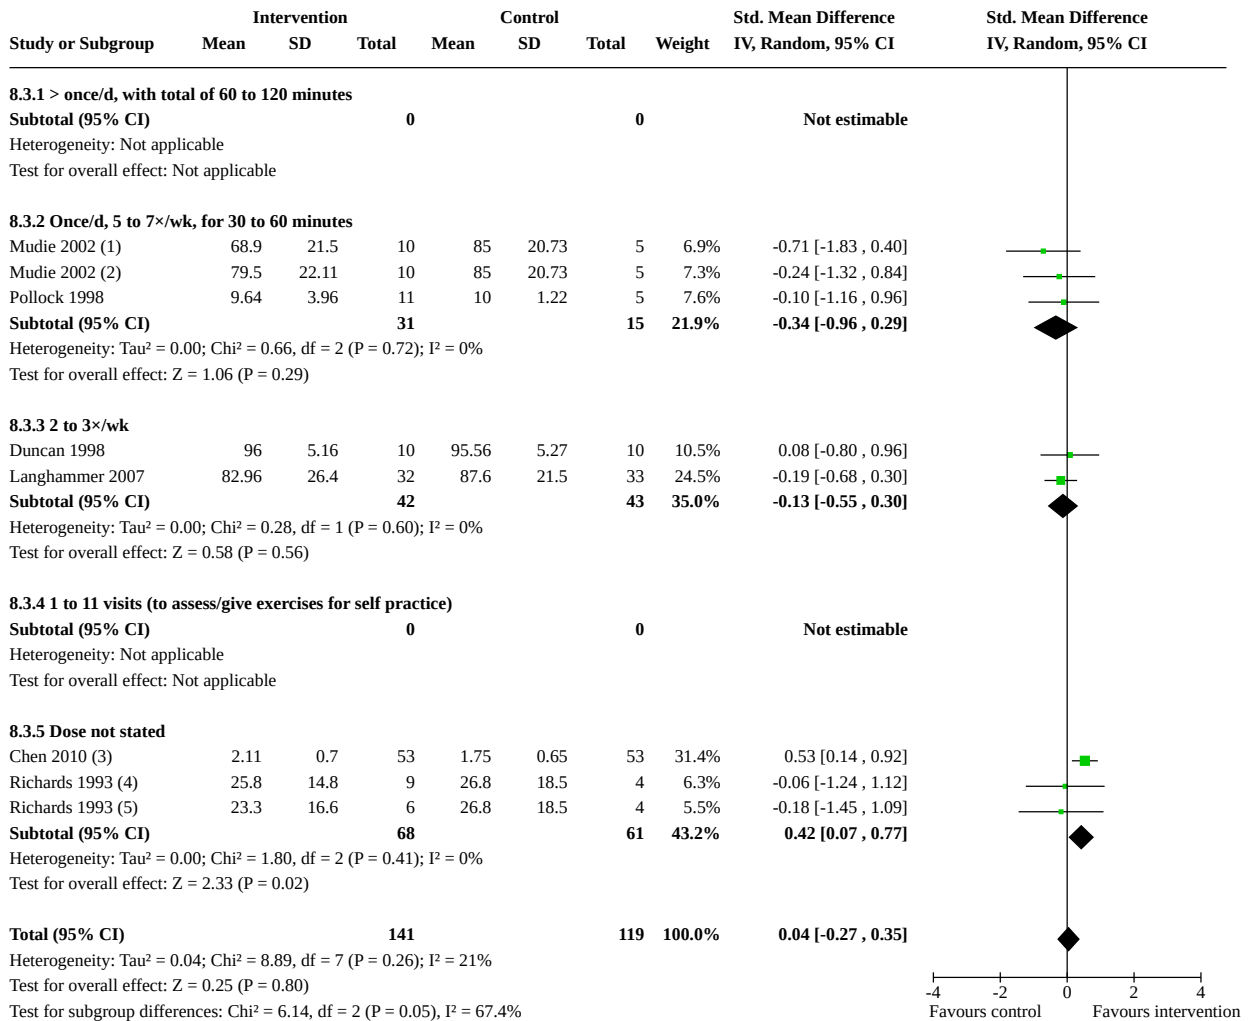 Intervention Control Std. Mean Difference Std. Mean Difference
Study or Subgroup Mean SD Total Mean SD Total Weight IV, Random, 95% CI IV, Random, 95% CI
8.3.1 > once/d, with total of 60 to 120 minutes
Subtotal (95% CI) 0 0 Not estimable
Heterogeneity: Not applicable
Test for overall effect: Not applicable
8.3.2 Once/d, 5 to 7×/wk, for 30 to 60 minutes
Mudie 2002 (1) 68.9 21.5 10 85 20.73 5 6.9% -0.71 [-1.83 , 0.40]
Mudie 2002 (2) 79.5 22.11 10 85 20.73 5 7.3% -0.24 [-1.32 , 0.84]
Pollock 1998 9.64 3.96 11 10 1.22 5 7.6% -0.10 [-1.16 , 0.96]
Subtotal (95% CI) 31 15 21.9% -0.34 [-0.96 , 0.29]
Heterogeneity: Tau² = 0.00; Chi² = 0.66, df = 2 (P = 0.72); I² = 0%
Test for overall effect: Z = 1.06 (P = 0.29)
8.3.3 2 to 3×/wk
Duncan 1998 96 5.16 10 95.56 5.27 10 10.5% 0.08 [-0.80 , 0.96]
Langhammer 2007 82.96 26.4 32 87.6 21.5 33 24.5% -0.19 [-0.68 , 0.30]
Subtotal (95% CI) 42 43 35.0% -0.13 [-0.55 , 0.30]
Heterogeneity: Tau² = 0.00; Chi² = 0.28, df = 1 (P = 0.60); I² = 0%
Test for overall effect: Z = 0.58 (P = 0.56)
8.3.4 1 to 11 visits (to assess/give exercises for self practice)
Subtotal (95% CI) 0 0 Not estimable
Heterogeneity: Not applicable
Test for overall effect: Not applicable
8.3.5 Dose not stated
Chen 2010 (3) 2.11 0.7 53 1.75 0.65 53 31.4% 0.53 [0.14 , 0.92]
Richards 1993 (4) 25.8 14.8 9 26.8 18.5 4 6.3% -0.06 [-1.24 , 1.12]
Richards 1993 (5) 23.3 16.6 6 26.8 18.5 4 5.5% -0.18 [-1.45 , 1.09]
Subtotal (95% CI) 68 61 43.2% 0.42 [0.07 , 0.77]
Heterogeneity: Tau² = 0.00; Chi² = 1.80, df = 2 (P = 0.41); I² = 0%
Test for overall effect: Z = 2.33 (P = 0.02)
Total (95% CI) 141 119 100.0% 0.04 [-0.27 , 0.35]
Heterogeneity: Tau² = 0.04; Chi² = 8.89, df = 7 (P = 0.26); I² = 21%
Test for overall effect: Z = 0.25 (P = 0.80) -4 -2 0 2 4
Test for subgroup differences: Chi² = 6.14, df = 2 (P = 0.05), I² = 67.4% Favours control Favours intervention